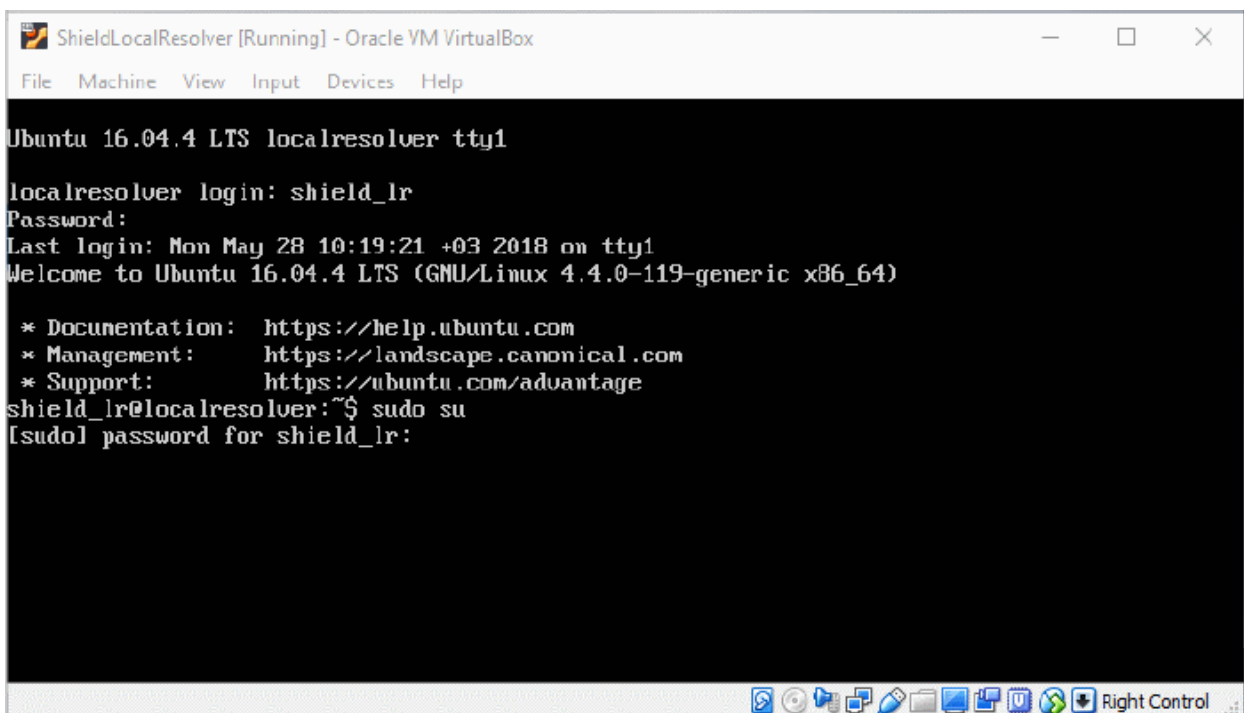 ShieldLocalResolver [Running] - Oracle VM VirtualBox
File Machine View Input Devices Help
Ubuntu 16.04.4 LTS localresolver tty1
localresolver login: shield_lr
Password:
Last login: Mon May 28 10:19:21 +03 2018 on tty1
Welcome to Ubuntu 16.04.4 LTS (GNU/Linux 4.4.0-119-generic x86_64)
* Documentation: https://help.ubuntu.com
* Management: https://landscape.canonical.com
* Support: https://ubuntu.com/advantage
shield_lr@localresolver:~$ sudo su
[sudo] password for shield_lr:
Right Control